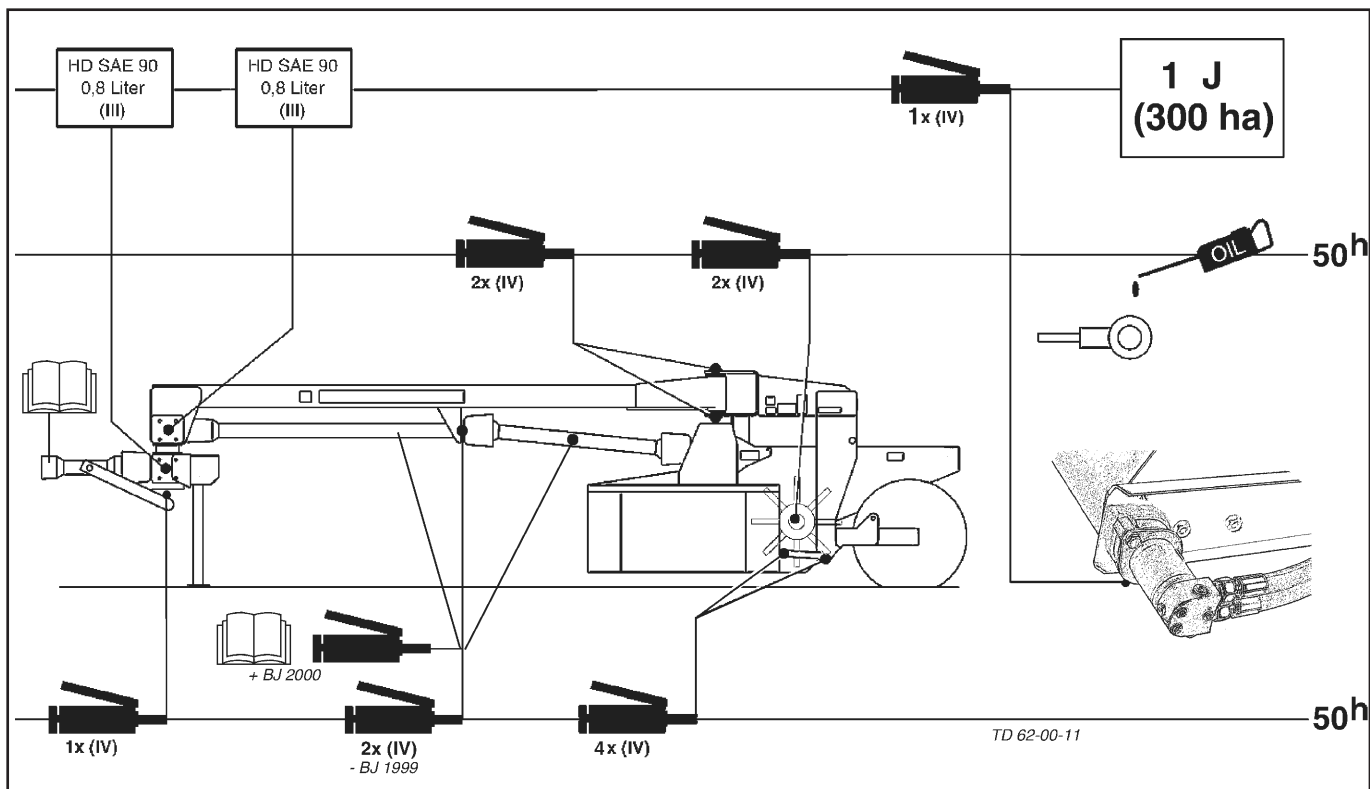 HD SAE 90
0,8 Liter
(III)
HD SAE 90
0,8 Liter
(III)
1x (IV)
1 J
(300 ha)
2x (IV)
2x (IV)
OIL
50h
+ BJ 2000
1x (IV)
2x (IV)
- BJ 1999
4x (IV)
TD 62-00-11
50h